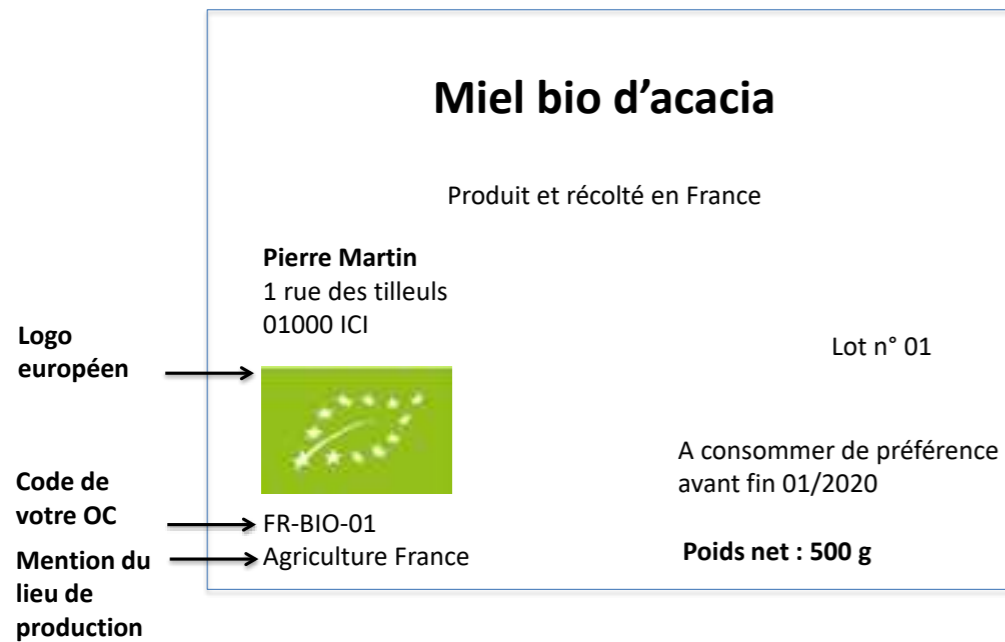 Miel bio d’acacia
Produit et récolté en France
Pierre Martin
1 rue des tilleuls
01000 ICI
Logo
européen
Lot n° 01
A consommer de préférence
avant fin 01/2020
Code de
votre OC
FR-BIO-01
Mention du
lieu de
production
Agriculture France
Poids net : 500 g